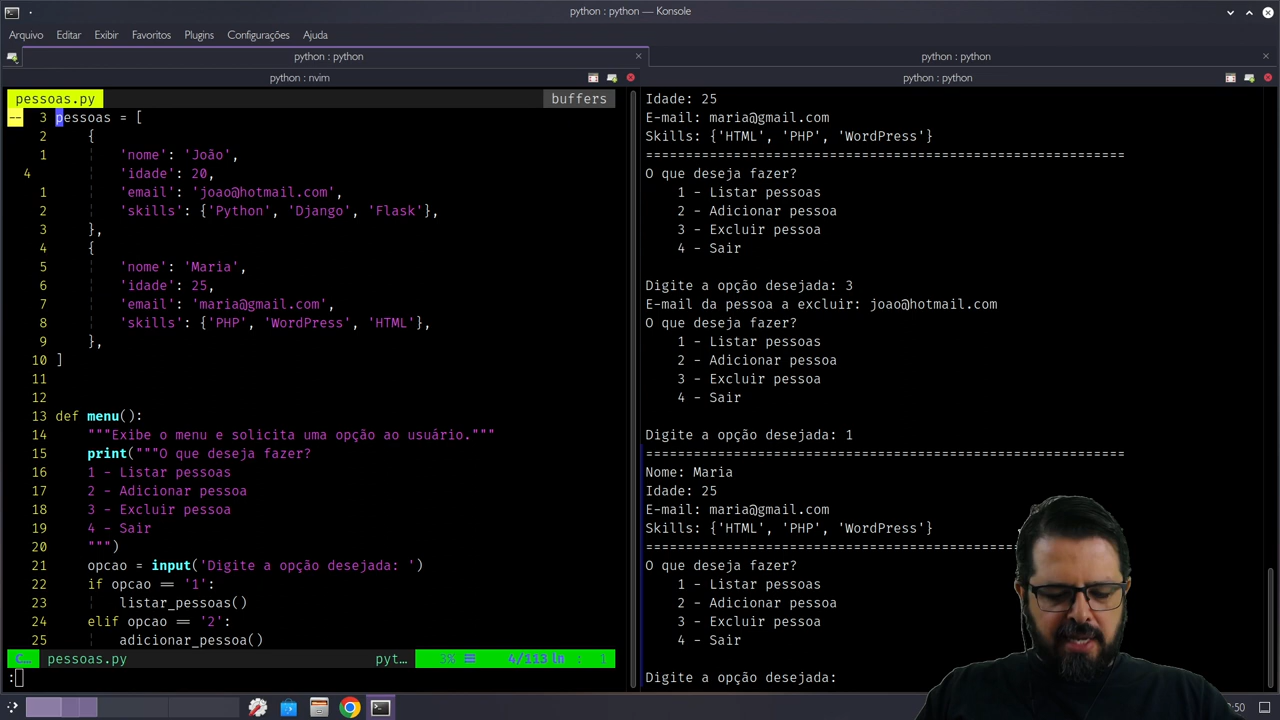 python : python — Konsole
Arquivo Editar Exibir Favoritos Plugins Configurações Ajuda
python : python
python : python
python : nvim
python : python
pessoas.py
buffers
-- 3 pessoas = [
2 {
1 'nome': 'João',
4 'idade': 20,
1 'email': 'joao@hotmail.com',
2 'skills': {'Python', 'Django', 'Flask'},
3 },
4 {
5 'nome': 'Maria',
6 'idade': 25,
7 'email': 'maria@gmail.com',
8 'skills': {'PHP', 'WordPress', 'HTML'},
9 },
10 ]
11
12
13 def menu():
14 """Exibe o menu e solicita uma opção ao usuário."""
15 print("""O que deseja fazer?
16 1 - Listar pessoas
17 2 - Adicionar pessoa
18 3 - Excluir pessoa
19 4 - Sair
20 """)
21 opcao = input('Digite a opção desejada: ')
22 if opcao == '1':
23 listar_pessoas()
24 elif opcao == '2':
25 adicionar_pessoa()
C… pessoas.py pyt… 3% ☰ 4/113 ln : 1
:
Idade: 25
E-mail: maria@gmail.com
Skills: {'HTML', 'PHP', 'WordPress'}
============================================================
O que deseja fazer?
1 - Listar pessoas
2 - Adicionar pessoa
3 - Excluir pessoa
4 - Sair
Digite a opção desejada: 3
E-mail da pessoa a excluir: joao@hotmail.com
O que deseja fazer?
1 - Listar pessoas
2 - Adicionar pessoa
3 - Excluir pessoa
4 - Sair
Digite a opção desejada: 1
============================================================
Nome: Maria
Idade: 25
E-mail: maria@gmail.com
Skills: {'HTML', 'PHP', 'WordPress'}
===============================================
O que deseja fazer?
1 - Listar pessoas
2 - Adicionar pessoa
3 - Excluir pessoa
4 - Sair
Digite a opção desejada:
:50